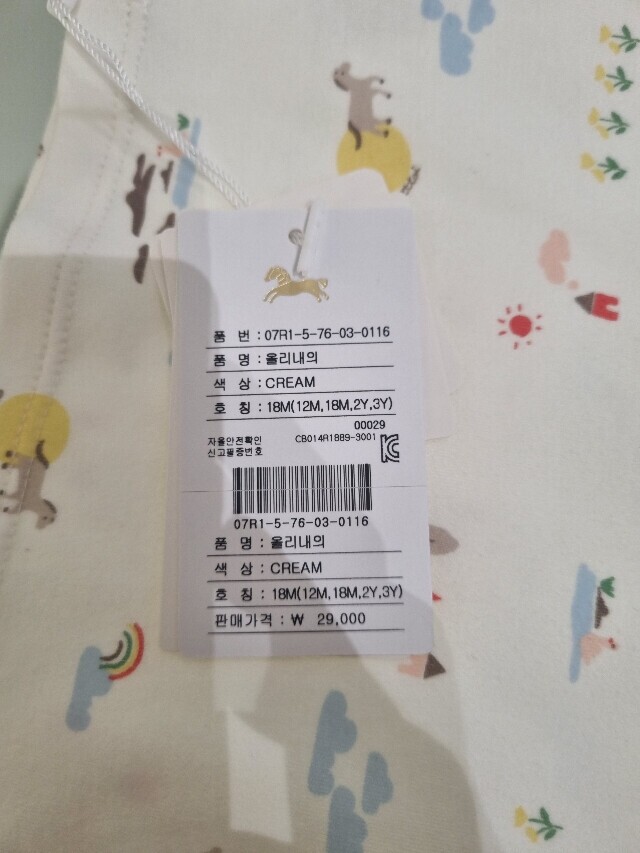 품 번 : 07R1-5-76-03-0116
품 명 : 올리내의
색 상 : CREAM
호 칭 : 18M(12M,18M,2Y,3Y)
00029
자율안전확인 CB014R1889-3001
신고필증번호
07R1-5-76-03-0116
품 명 : 올리내의
색 상 : CREAM
호 칭 : 18M(12M,18M,2Y,3Y)
판매가격 : ₩ 29,000